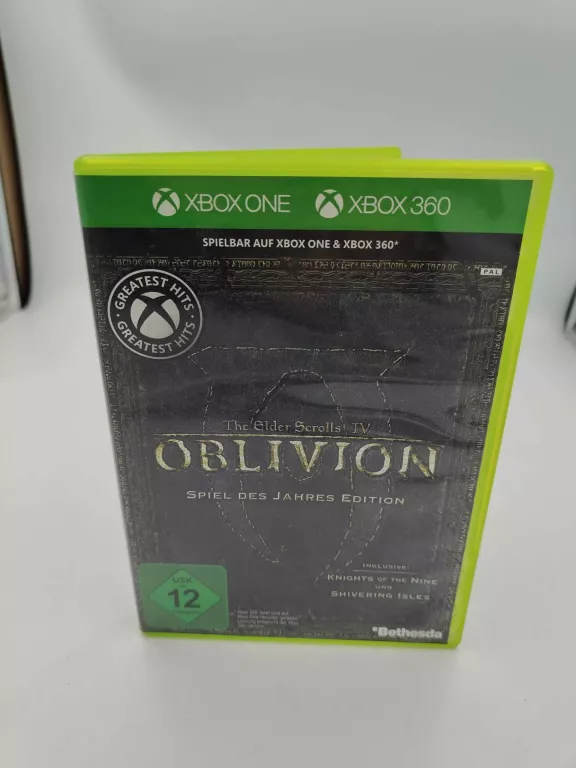 XBOX ONE XBOX 360
SPIELBAR AUF XBOX ONE & XBOX 360*
PAL
GREATEST HITS
GREATEST HITS
The Elder Scrolls IV
OBLIVION
SPIEL DES JAHRES EDITION
INKLUSIVE:
KNIGHTS OF THE NINE
UND
SHIVERING ISLES
USK
12
Bethesda